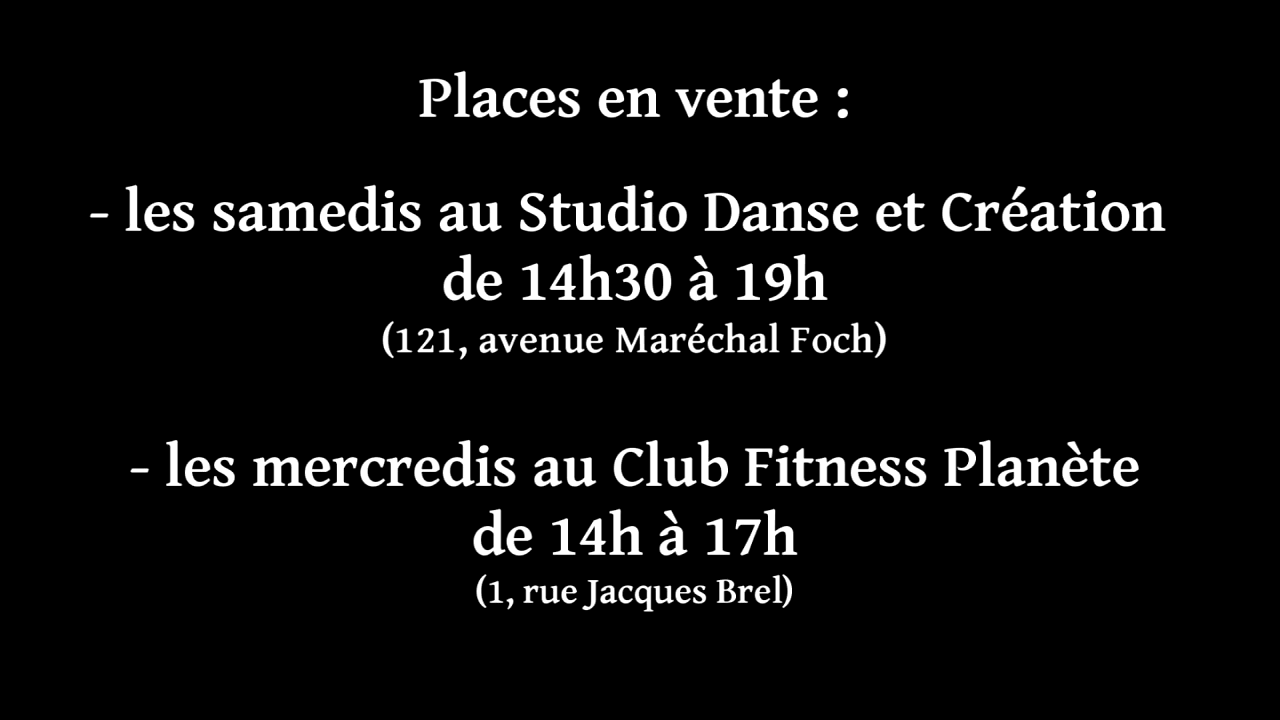 Places en vente :
- les samedis au Studio Danse et Création
de 14h30 à 19h
(121, avenue Maréchal Foch)
- les mercredis au Club Fitness Planète
de 14h à 17h
(1, rue Jacques Brel)